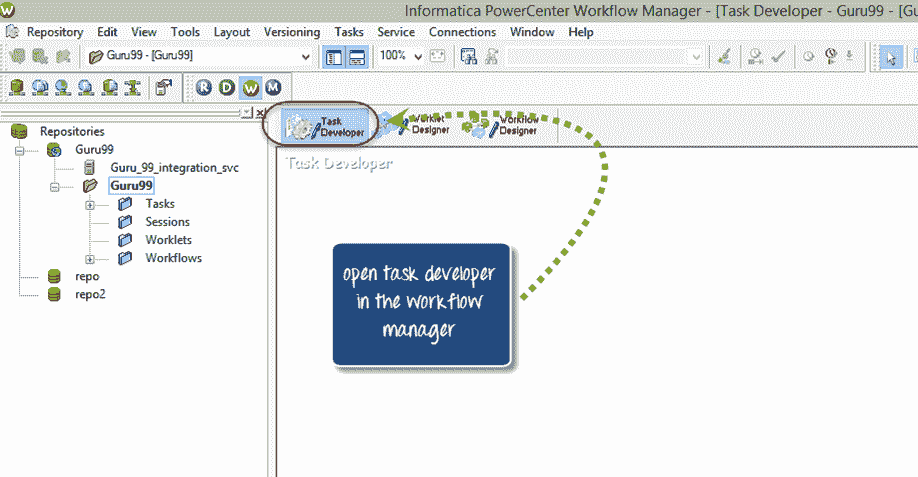 Informatica PowerCenter Workflow Manager - [Task Developer - Guru99 - [Gu
Repository Edit View Tools Layout Versioning Tasks Service Connections Window Help
Guru99 - [Guru99] 100%
R D W M
Task Developer
Worklet Designer
Workflow Designer
Task Developer
Repositories
Guru99
Guru_99_integration_svc
Guru99
Tasks
Sessions
Worklets
Workflows
repo
repo2
open task developer
in the workflow
manager